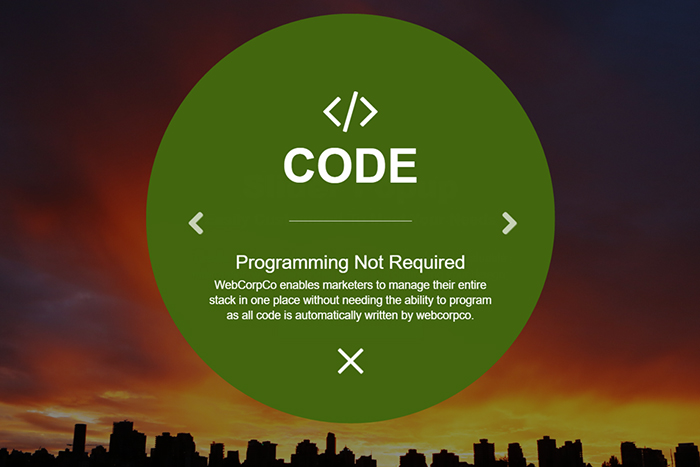 </>
CODE
Programming Not Required
WebCorpCo enables marketers to manage their entire
stack in one place without needing the ability to program
as all code is automatically written by webcorpco.